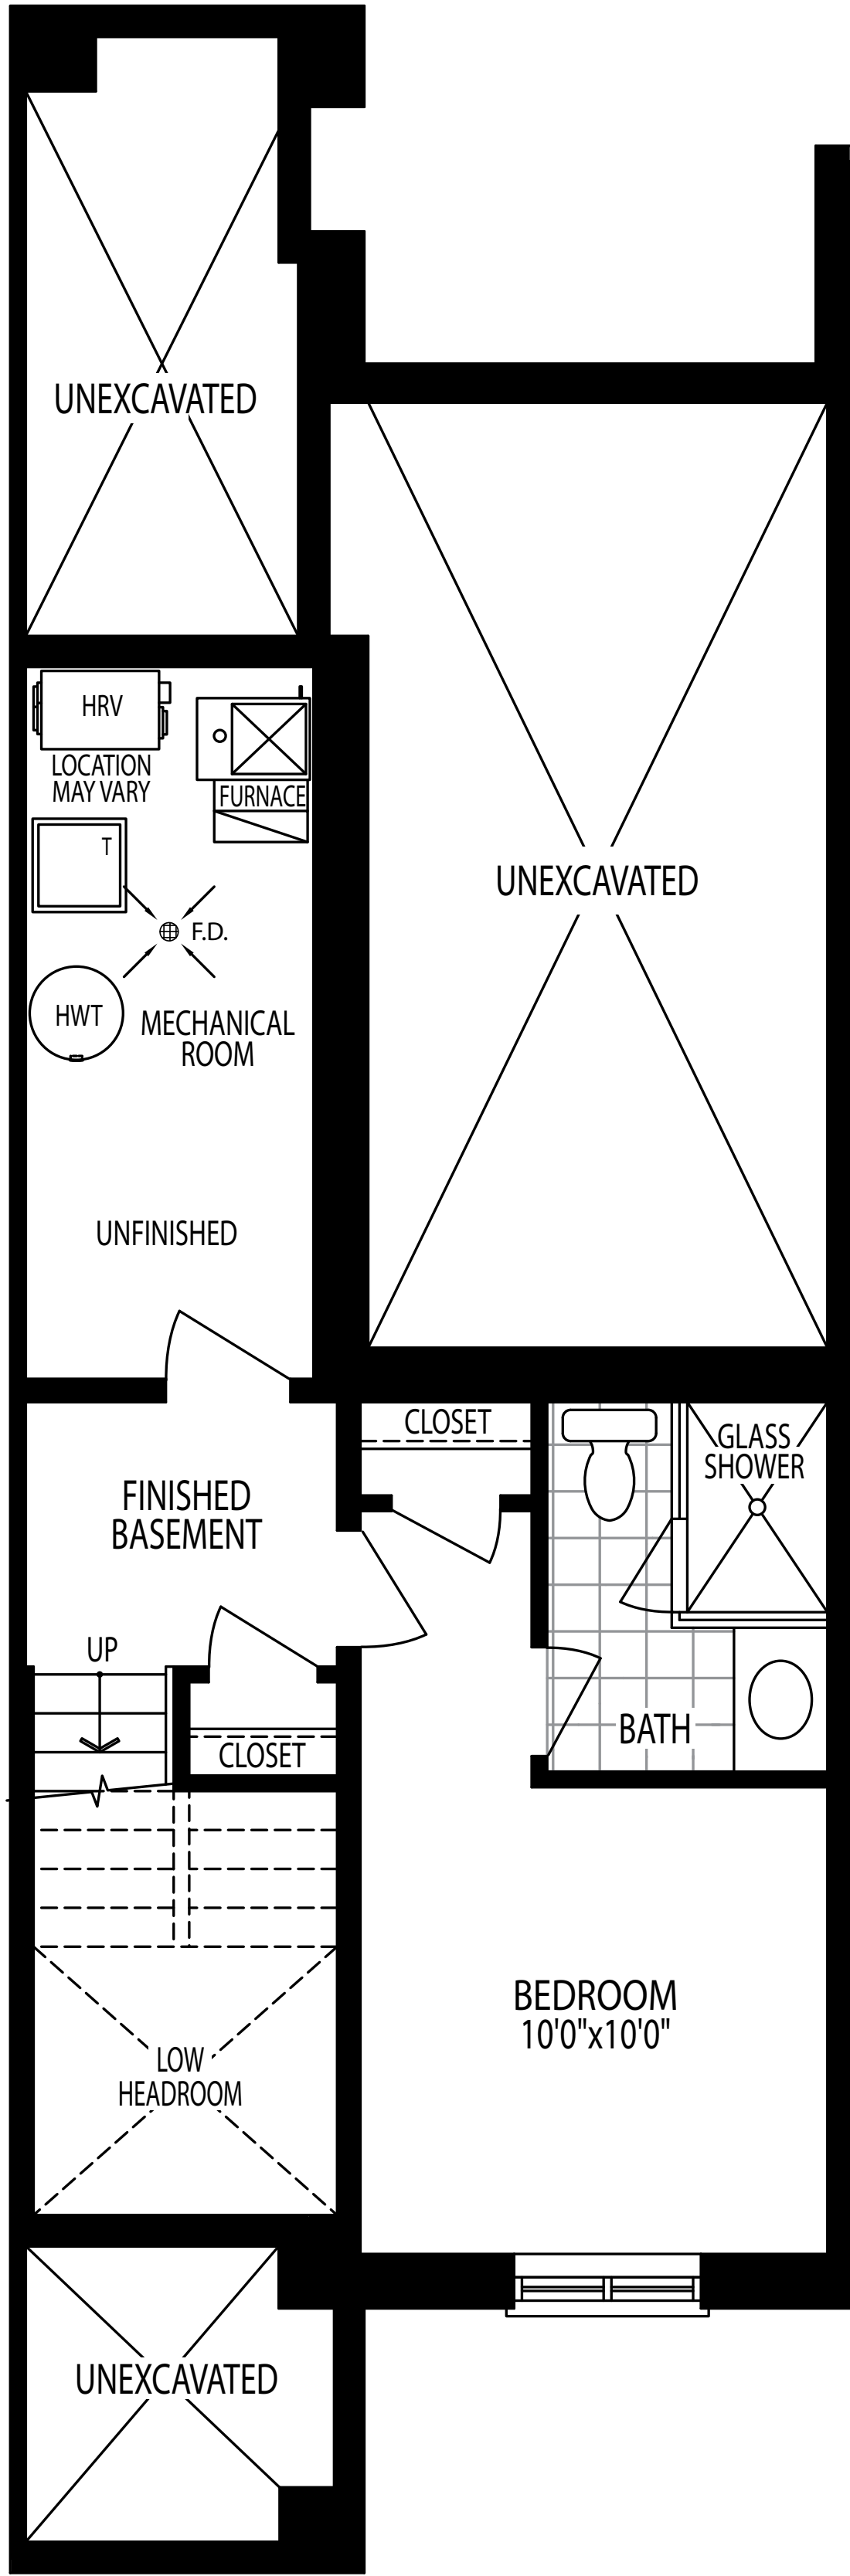 UNEXCAVATED
HRV
LOCATION
MAY VARY
FURNACE
T
UNEXCAVATED
F.D.
HWT
MECHANICAL
ROOM
UNFINISHED
CLOSET
GLASS
SHOWER
FINISHED
BASEMENT
UP
BATH
CLOSET
BEDROOM
10'0"x10'0"
LOW
HEADROOM
UNEXCAVATED